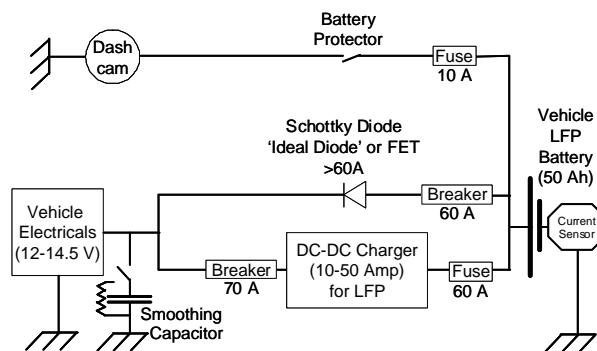 Battery
Protector
Dash
cam
Fuse
10 A
Schottky Diode
'Ideal Diode' or FET
>60A
Breaker
60 A
Vehicle
LFP
Battery
(50 Ah)
Current
Sensor
Vehicle
Electricals
(12-14.5 V)
Breaker
70 A
DC-DC Charger
(10-50 Amp)
for LFP
Fuse
60 A
Smoothing
Capacitor